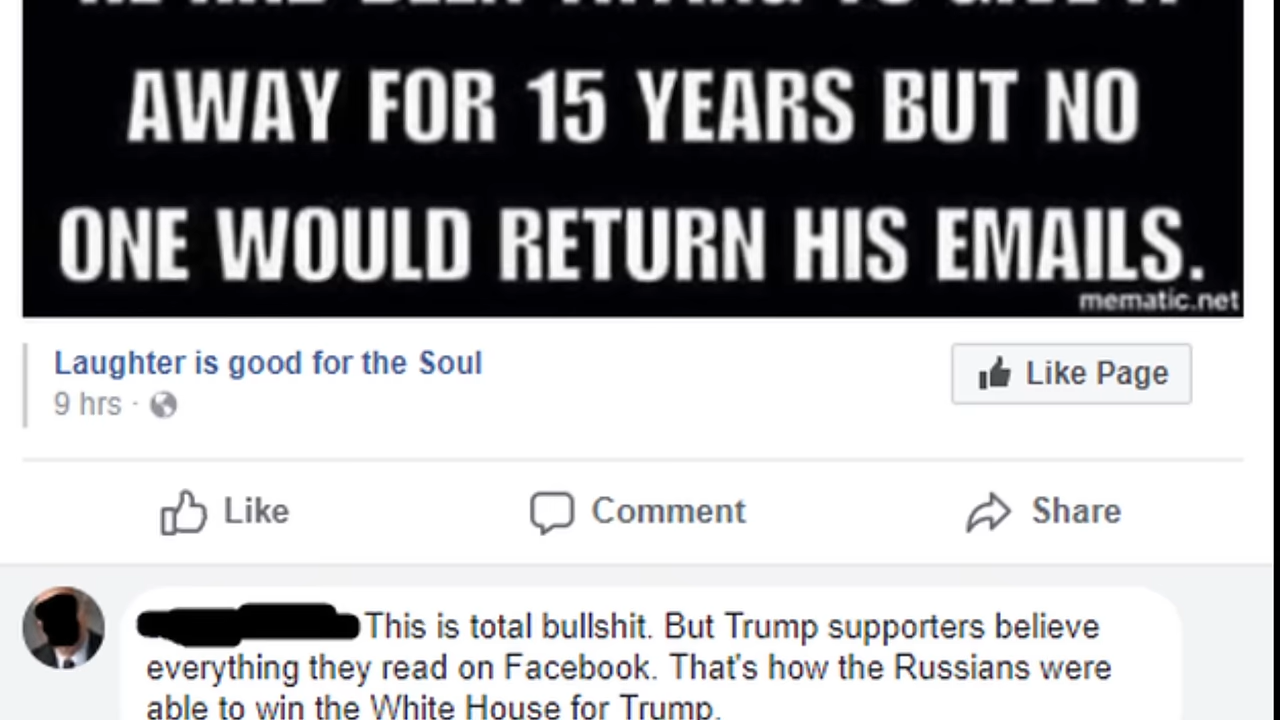 AWAY FOR 15 YEARS BUT NO
ONE WOULD RETURN HIS EMAILS.
mematic.net
Laughter is good for the Soul
9 hrs ·
Like Page
Like
Comment
Share
This is total bullshit. But Trump supporters believe
everything they read on Facebook. That's how the Russians were
able to win the White House for Trump.